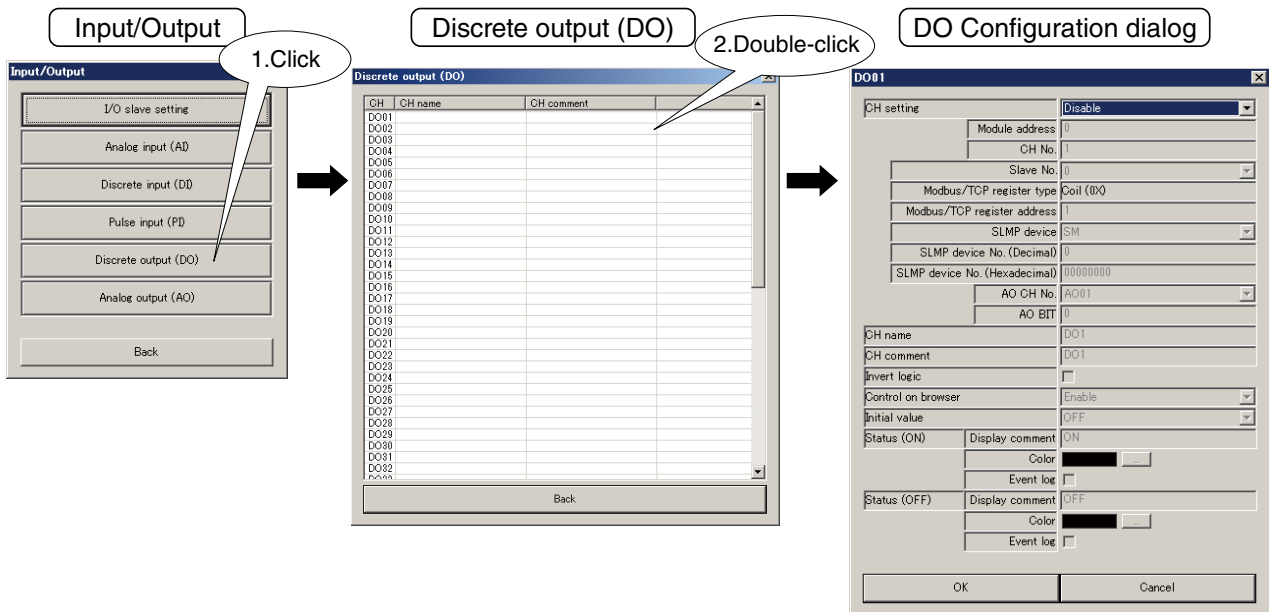 Input/Output
Discrete output (DO)
DO Configuration dialog
1.Click
2.Double-click
Input/Output
I/O slave setting
Analog input (AI)
Discrete input (DI)
Pulse input (PI)
Discrete output (DO)
Analog output (AO)
Back
Discrete output (DO)
CH CH name CH comment
DO01
DO02
DO03
DO04
DO05
DO06
DO07
DO08
DO09
DO10
DO11
DO12
DO13
DO14
DO15
DO16
DO17
DO18
DO19
DO20
DO21
DO22
DO23
DO24
DO25
DO26
DO27
DO28
DO29
DO30
DO31
DO32
Back
DO01
CH setting Disable
Module address 0
CH No. 1
Slave No. 0
Modbus/TCP register type Coil (0X)
Modbus/TCP register address 1
SLMP device SM
SLMP device No. (Decimal) 0
SLMP device No. (Hexadecimal) 00000000
AO CH No. AO01
AO BIT 0
CH name DO1
CH comment DO1
Invert logic
Control on browser Enable
Initial value OFF
Status (ON) Display comment ON
Color ...
Event log
Status (OFF) Display comment OFF
Color ...
Event log
OK Cancel